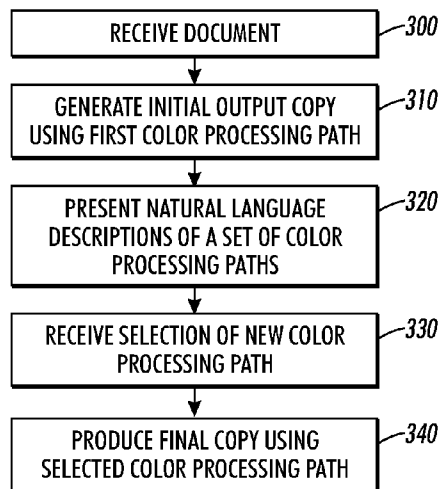 RECEIVE DOCUMENT
300
GENERATE INITIAL OUTPUT COPY
USING FIRST COLOR PROCESSING PATH
310
PRESENT NATURAL LANGUAGE
DESCRIPTIONS OF A SET OF COLOR
PROCESSING PATHS
320
RECEIVE SELECTION OF NEW COLOR
PROCESSING PATH
330
PRODUCE FINAL COPY USING
SELECTED COLOR PROCESSING PATH
340